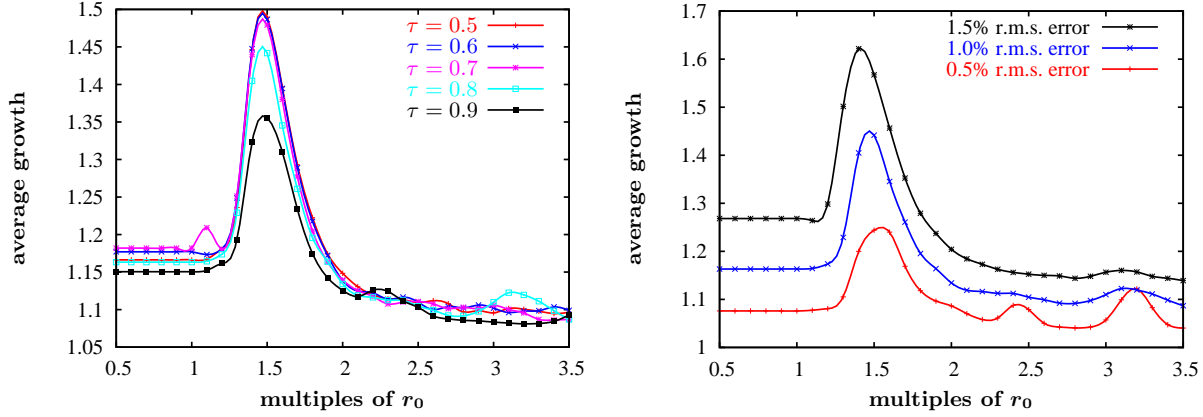 average growth
1.5
1.45
1.4
1.35
1.3
1.25
1.2
1.15
1.1
1.05
0.5 1 1.5 2 2.5 3 3.5
multiples of r₀
τ = 0.5
τ = 0.6
τ = 0.7
τ = 0.8
τ = 0.9
average growth
1.7
1.6
1.5
1.4
1.3
1.2
1.1
1
0.5 1 1.5 2 2.5 3 3.5
multiples of r₀
1.5% r.m.s. error
1.0% r.m.s. error
0.5% r.m.s. error